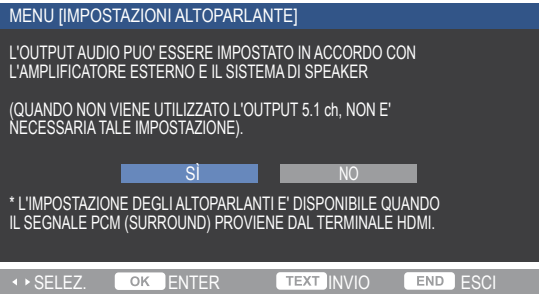 MENU [IMPOSTAZIONI ALTOPARLANTE]
L'OUTPUT AUDIO PUO' ESSERE IMPOSTATO IN ACCORDO CON
L'AMPLIFICATORE ESTERNO E IL SISTEMA DI SPEAKER
(QUANDO NON VIENE UTILIZZATO L'OUTPUT 5.1 ch, NON E'
NECESSARIA TALE IMPOSTAZIONE).
SÌ NO
* L'IMPOSTAZIONE DEGLI ALTOPARLANTI E' DISPONIBILE QUANDO
IL SEGNALE PCM (SURROUND) PROVIENE DAL TERMINALE HDMI.
SELEZ. OK ENTER TEXT INVIO END ESCI